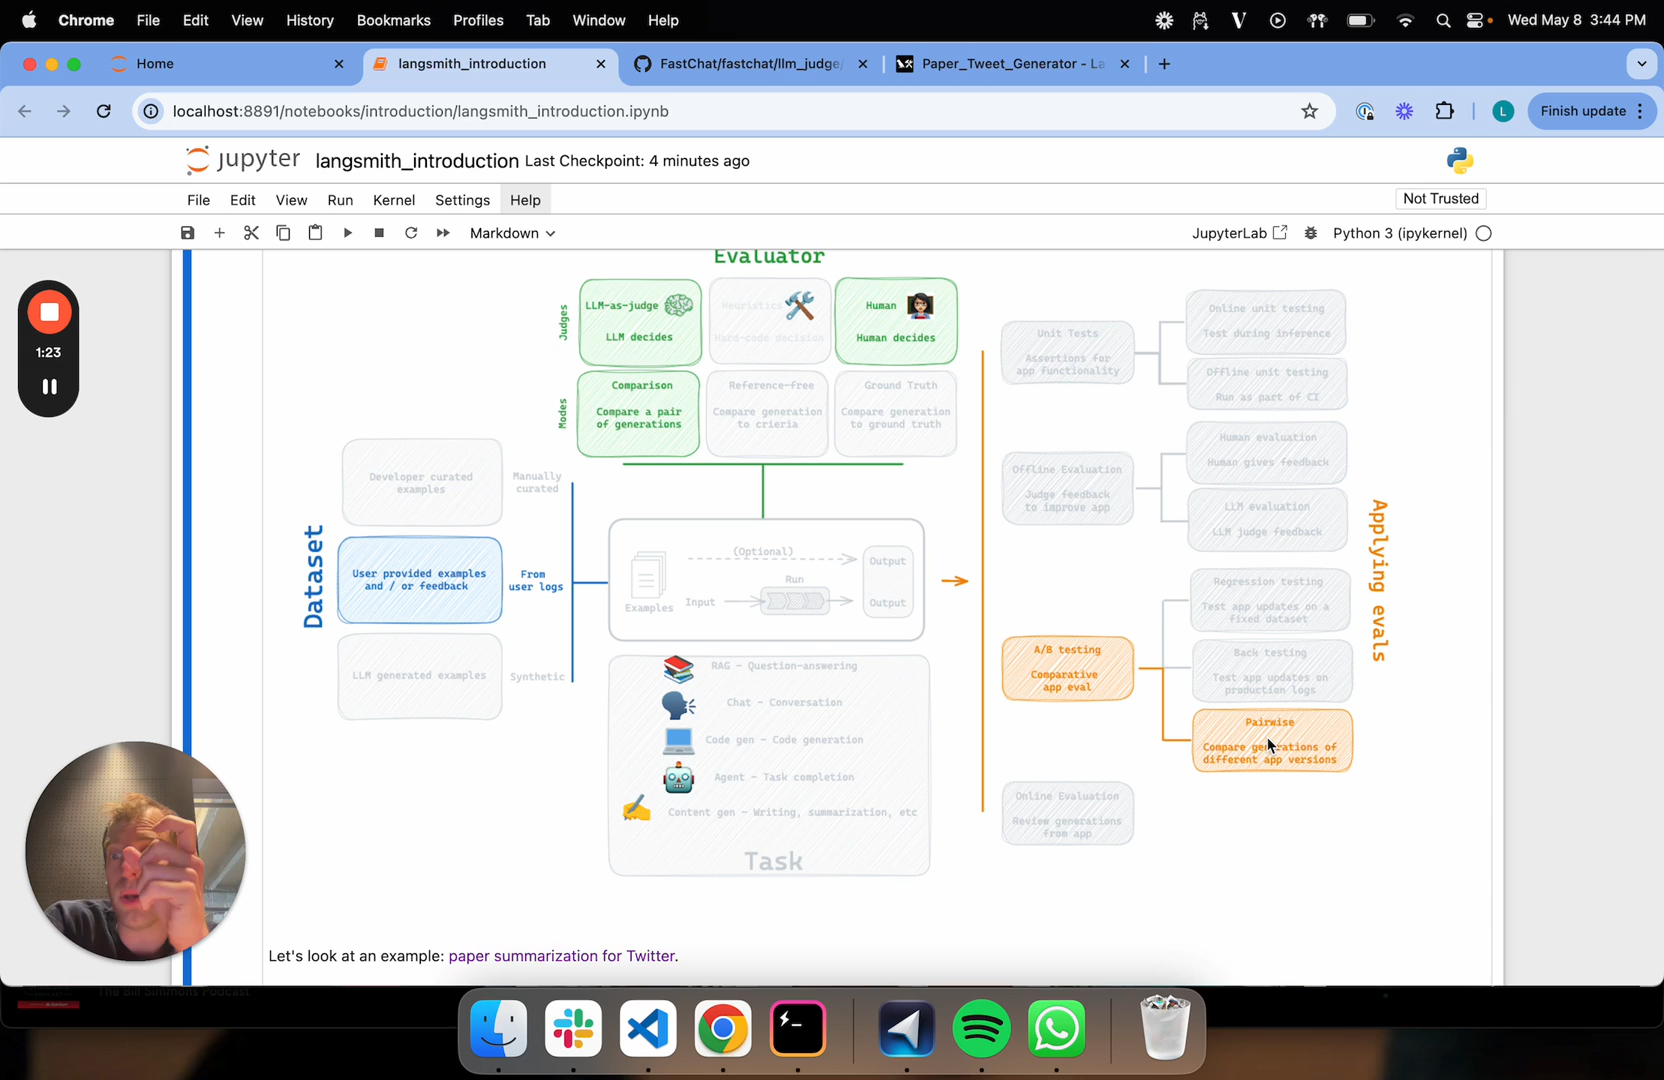 Chrome File Edit View History Bookmarks Profiles Tab Window Help
Wed May 8 3:44 PM
Home
langsmith_introduction
FastChat/fastchat/llm_judge/
Paper_Tweet_Generator - La
localhost:8891/notebooks/introduction/langsmith_introduction.ipynb
L
Finish update
jupyter langsmith_introduction Last Checkpoint: 4 minutes ago
File Edit View Run Kernel Settings Help
Not Trusted
Markdown
JupyterLab
Python 3 (ipykernel)
1:23
Evaluator
Judges
LLM-as-judge
LLM decides
Heuristics
Hard-code decision
Human
Human decides
Modes
Comparison
Compare a pair
of generations
Reference-free
Compare generation
to crieria
Ground Truth
Compare generation
to ground truth
Dataset
Developer curated
examples
Manually
curated
User provided examples
and / or feedback
From
user logs
LLM generated examples
Synthetic
Examples
(Optional)
Input
Run
Output
Output
RAG - Question-answering
Chat - Conversation
Code gen - Code generation
Agent - Task completion
Content gen - Writing, summarization, etc
Task
Unit Tests
Assertions for
app functionality
Online unit testing
Test during inference
Offline unit testing
Run as part of CI
Offline Evaluation
Judge feedback
to improve app
Human evaluation
Human gives feedback
LLM evaluation
LLM judge feedback
A/B testing
Comparative
app eval
Regression testing
Test app updates on a
fixed dataset
Back testing
Test app updates on
production logs
Pairwise
Compare generations of
different app versions
Online Evaluation
Review generations
from app
Applying evals
Let's look at an example: paper summarization for Twitter.
The Bill Simmons Podcast